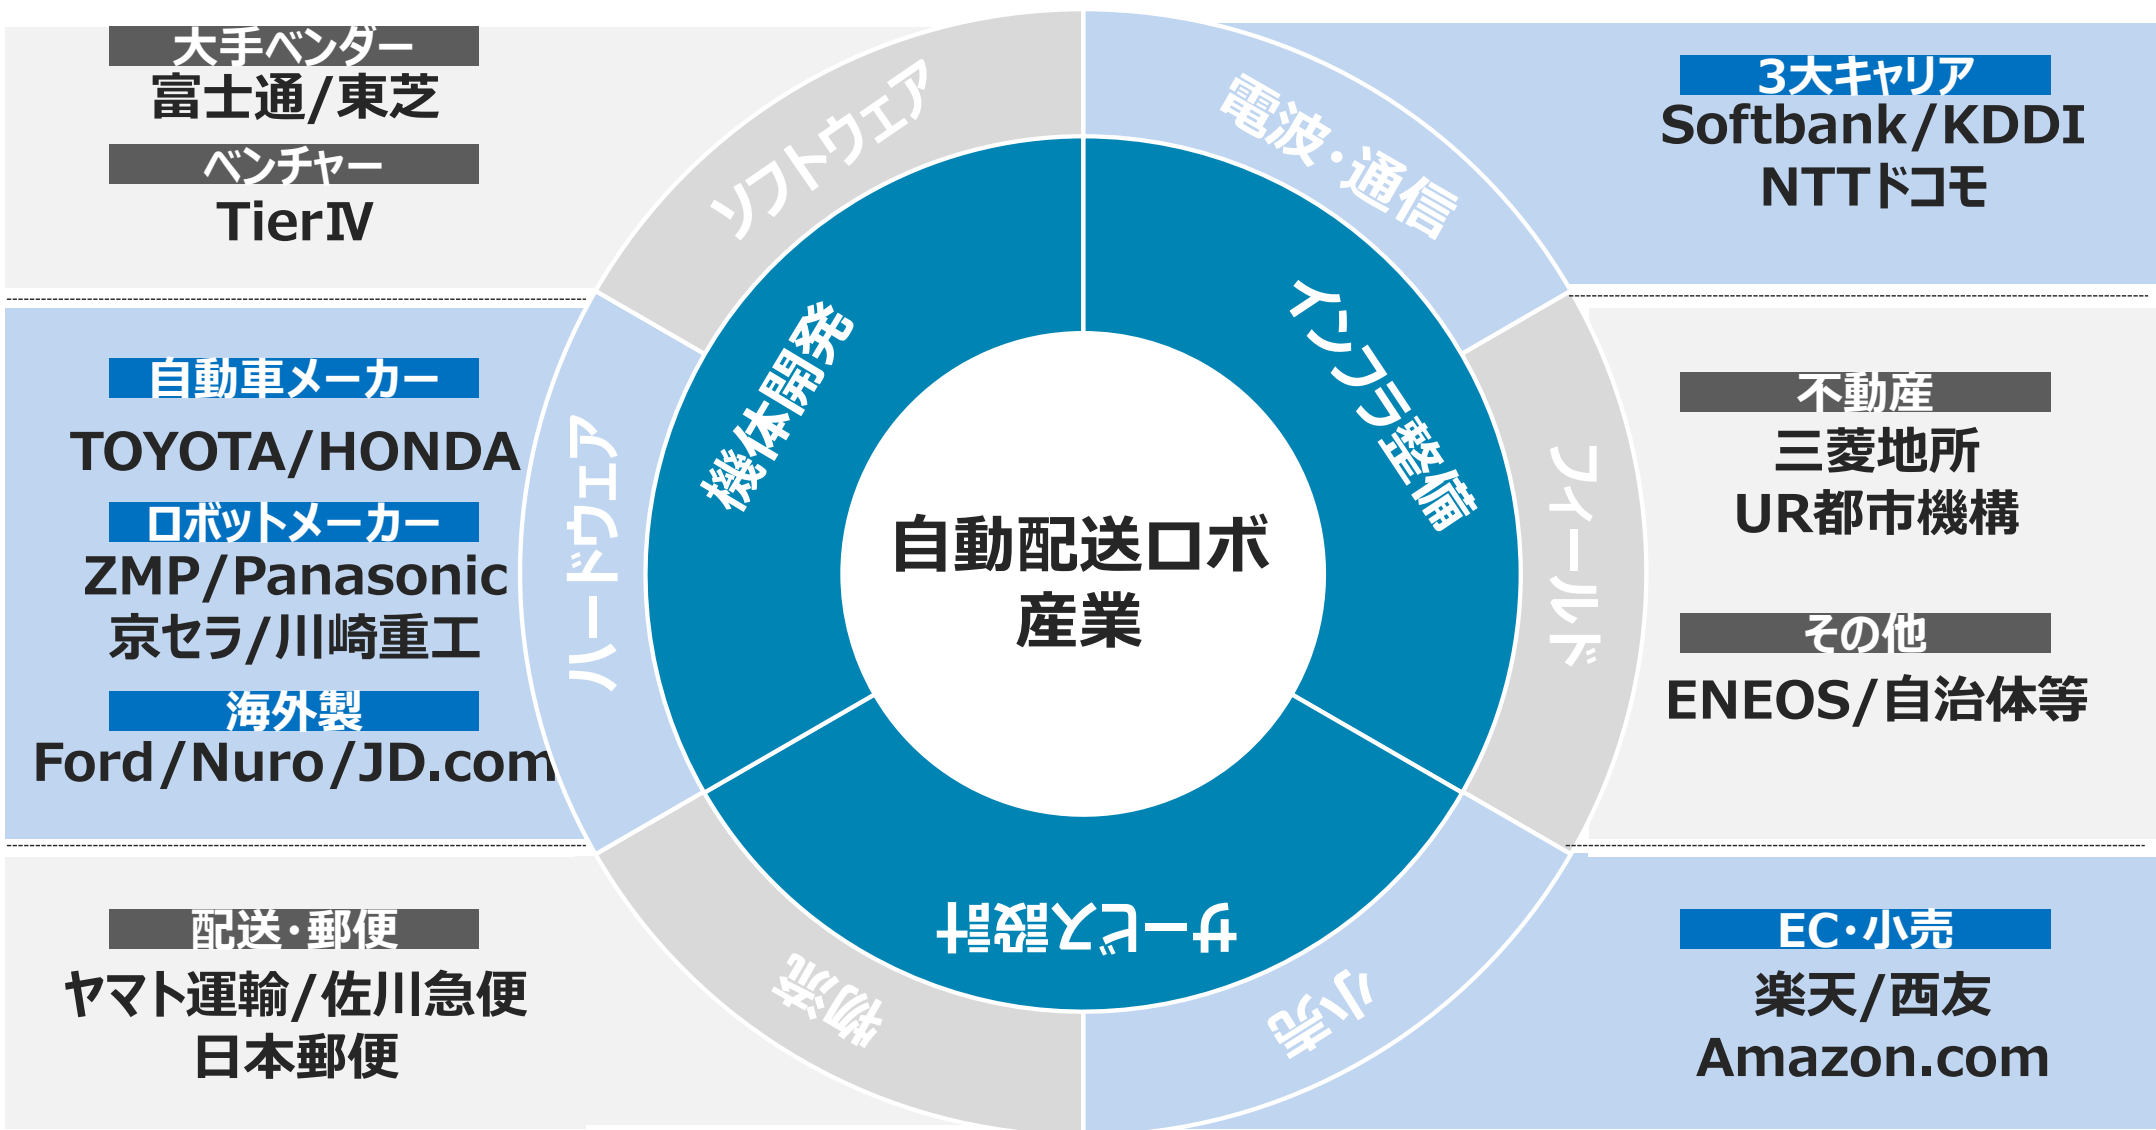 大手ベンダー
富士通/東芝
ベンチャー
TierⅣ
自動車メーカー
TOYOTA/HONDA
ロボットメーカー
ZMP/Panasonic
京セラ/川崎重工
海外製
Ford/Nuro/JD.com
配送・郵便
ヤマト運輸/佐川急便
日本郵便
ソフトウェア
ハードウェア
物流
機体開発
自動配送ロボ
産業
インフラ整備
サービス設計
電波・通信
フィールド
小売
3大キャリア
Softbank/KDDI
NTTドコモ
不動産
三菱地所
UR都市機構
その他
ENEOS/自治体等
EC・小売
楽天/西友
Amazon.com